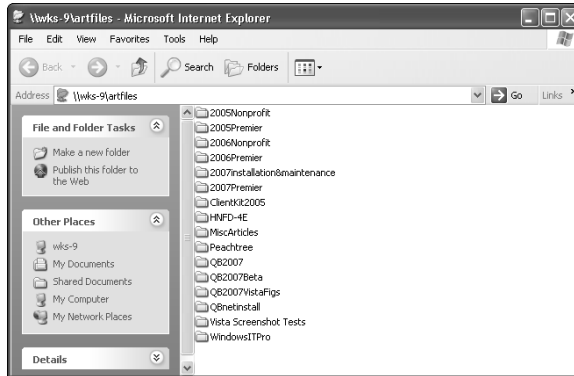 \\wks-9\artfiles - Microsoft Internet Explorer
File Edit View Favorites Tools Help
Back Search Folders
Address \\wks-9\artfiles Go Links
File and Folder Tasks
Make a new folder
Publish this folder to
the Web
Other Places
wks-9
My Documents
Shared Documents
My Computer
My Network Places
Details
2005Nonprofit
2005Premier
2006Nonprofit
2006Premier
2007installation&maintenance
2007Premier
ClientKit2005
HNFD-4E
MiscArticles
Peachtree
QB2007
QB2007Beta
QB2007VistaFigs
QBnetinstall
Vista Screenshot Tests
WindowsITPro